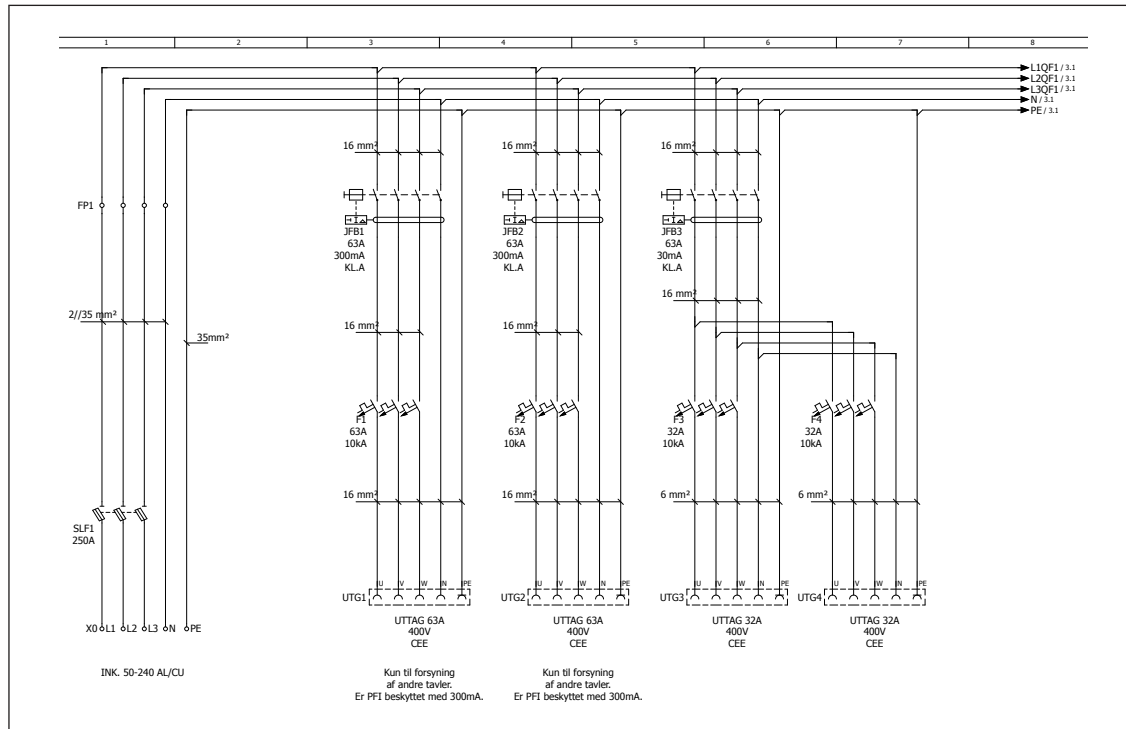 1 2 3 4 5 6 7 8
L1QF1 / 3.1
L2QF1 / 3.1
L3QF1 / 3.1
N / 3.1
PE / 3.1
16 mm² 16 mm² 16 mm²
FP1
JFB1
63A
300mA
KL.A
JFB2
63A
300mA
KL.A
JFB3
63A
30mA
KL.A
16 mm²
2//35 mm²
35mm²
16 mm² 16 mm²
F1
63A
10kA
F2
63A
10kA
F3
32A
10kA
F4
32A
10kA
16 mm² 16 mm² 6 mm² 6 mm²
SLF1
250A
U V W N PE U V W N PE U V W N PE U V W N PE
UTG1 UTG2 UTG3 UTG4
X0 L1 L2 L3 N PE
UTTAG 63A
400V
CEE
UTTAG 63A
400V
CEE
UTTAG 32A
400V
CEE
UTTAG 32A
400V
CEE
INK. 50-240 AL/CU
Kun til forsyning
af andre tavler.
Er PFI beskyttet med 300mA.
Kun til forsyning
af andre tavler.
Er PFI beskyttet med 300mA.